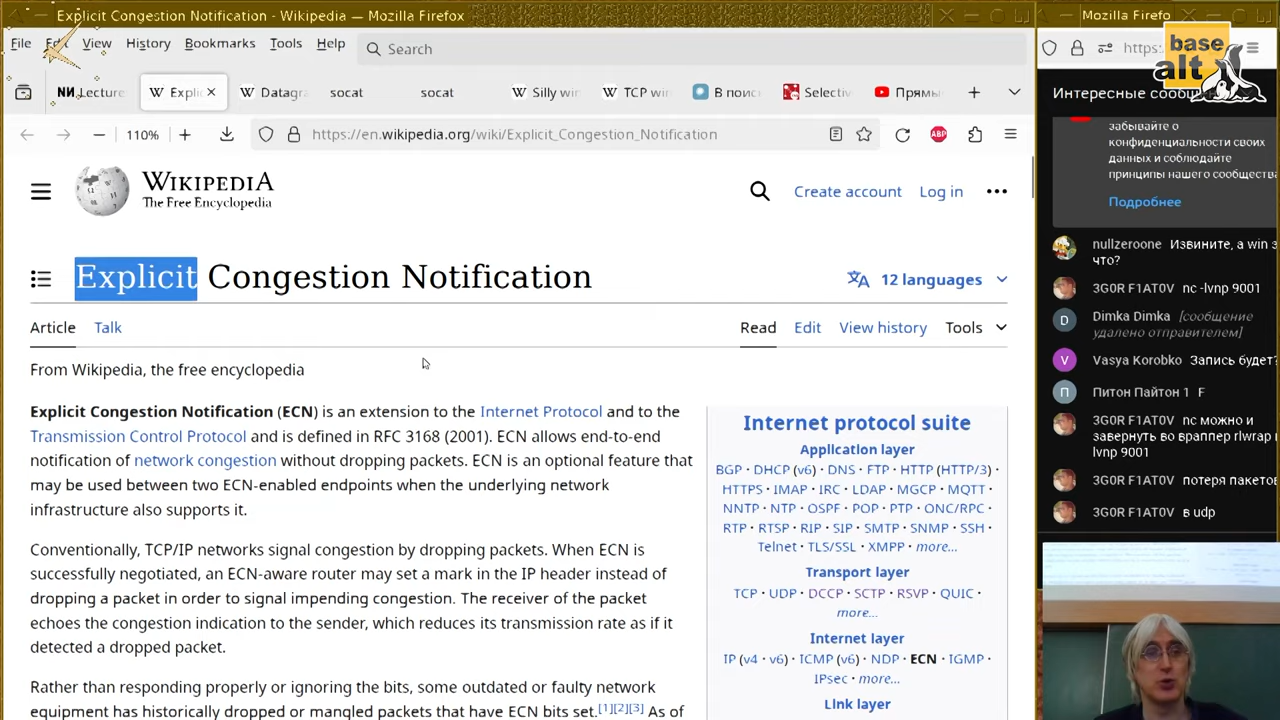 Explicit Congestion Notification - Wikipedia — Mozilla Firefox
File Edit View History Bookmarks Tools Help
Search
Lecture
Expli
Datagra
socat
socat
Silly win
TCP win
В поиск
Selectiv
Прямы
110%
https://en.wikipedia.org/wiki/Explicit_Congestion_Notification
ABP
WIKIPEDIA
The Free Encyclopedia
Create account Log in
Explicit Congestion Notification
12 languages
Article Talk
Read Edit View history Tools
From Wikipedia, the free encyclopedia
Explicit Congestion Notification (ECN) is an extension to the Internet Protocol and to the
Transmission Control Protocol and is defined in RFC 3168 (2001). ECN allows end-to-end
notification of network congestion without dropping packets. ECN is an optional feature that
may be used between two ECN-enabled endpoints when the underlying network
infrastructure also supports it.
Conventionally, TCP/IP networks signal congestion by dropping packets. When ECN is
successfully negotiated, an ECN-aware router may set a mark in the IP header instead of
dropping a packet in order to signal impending congestion. The receiver of the packet
echoes the congestion indication to the sender, which reduces its transmission rate as if it
detected a dropped packet.
Rather than responding properly or ignoring the bits, some outdated or faulty network
equipment has historically dropped or mangled packets that have ECN bits set.[1][2][3] As of
Internet protocol suite
Application layer
BGP · DHCP (v6) · DNS · FTP · HTTP (HTTP/3) ·
HTTPS · IMAP · IRC · LDAP · MGCP · MQTT ·
NNTP · NTP · OSPF · POP · PTP · ONC/RPC ·
RTP · RTSP · RIP · SIP · SMTP · SNMP · SSH ·
Telnet · TLS/SSL · XMPP · more...
Transport layer
TCP · UDP · DCCP · SCTP · RSVP · QUIC ·
more...
Internet layer
IP (v4 · v6) · ICMP (v6) · NDP · ECN · IGMP ·
IPsec · more...
Link layer
Mozilla Firefo
https:
base
alt
Интересные сообщ
забывайте о
конфиденциальности своих
данных и соблюдайте
принципы нашего сообщества
Подробнее
nullzeroone Извините, а win
что?
3G0R F1AT0V nc -lvnp 9001
Dimka Dimka [сообщение
удалено отправителем]
Vasya Korobko Запись будет?
Питон Пайтон 1 F
3G0R F1AT0V nc можно и
завернуть во враппер rlwrap
lvnp 9001
3G0R F1AT0V потеря пакетов
3G0R F1AT0V в udp